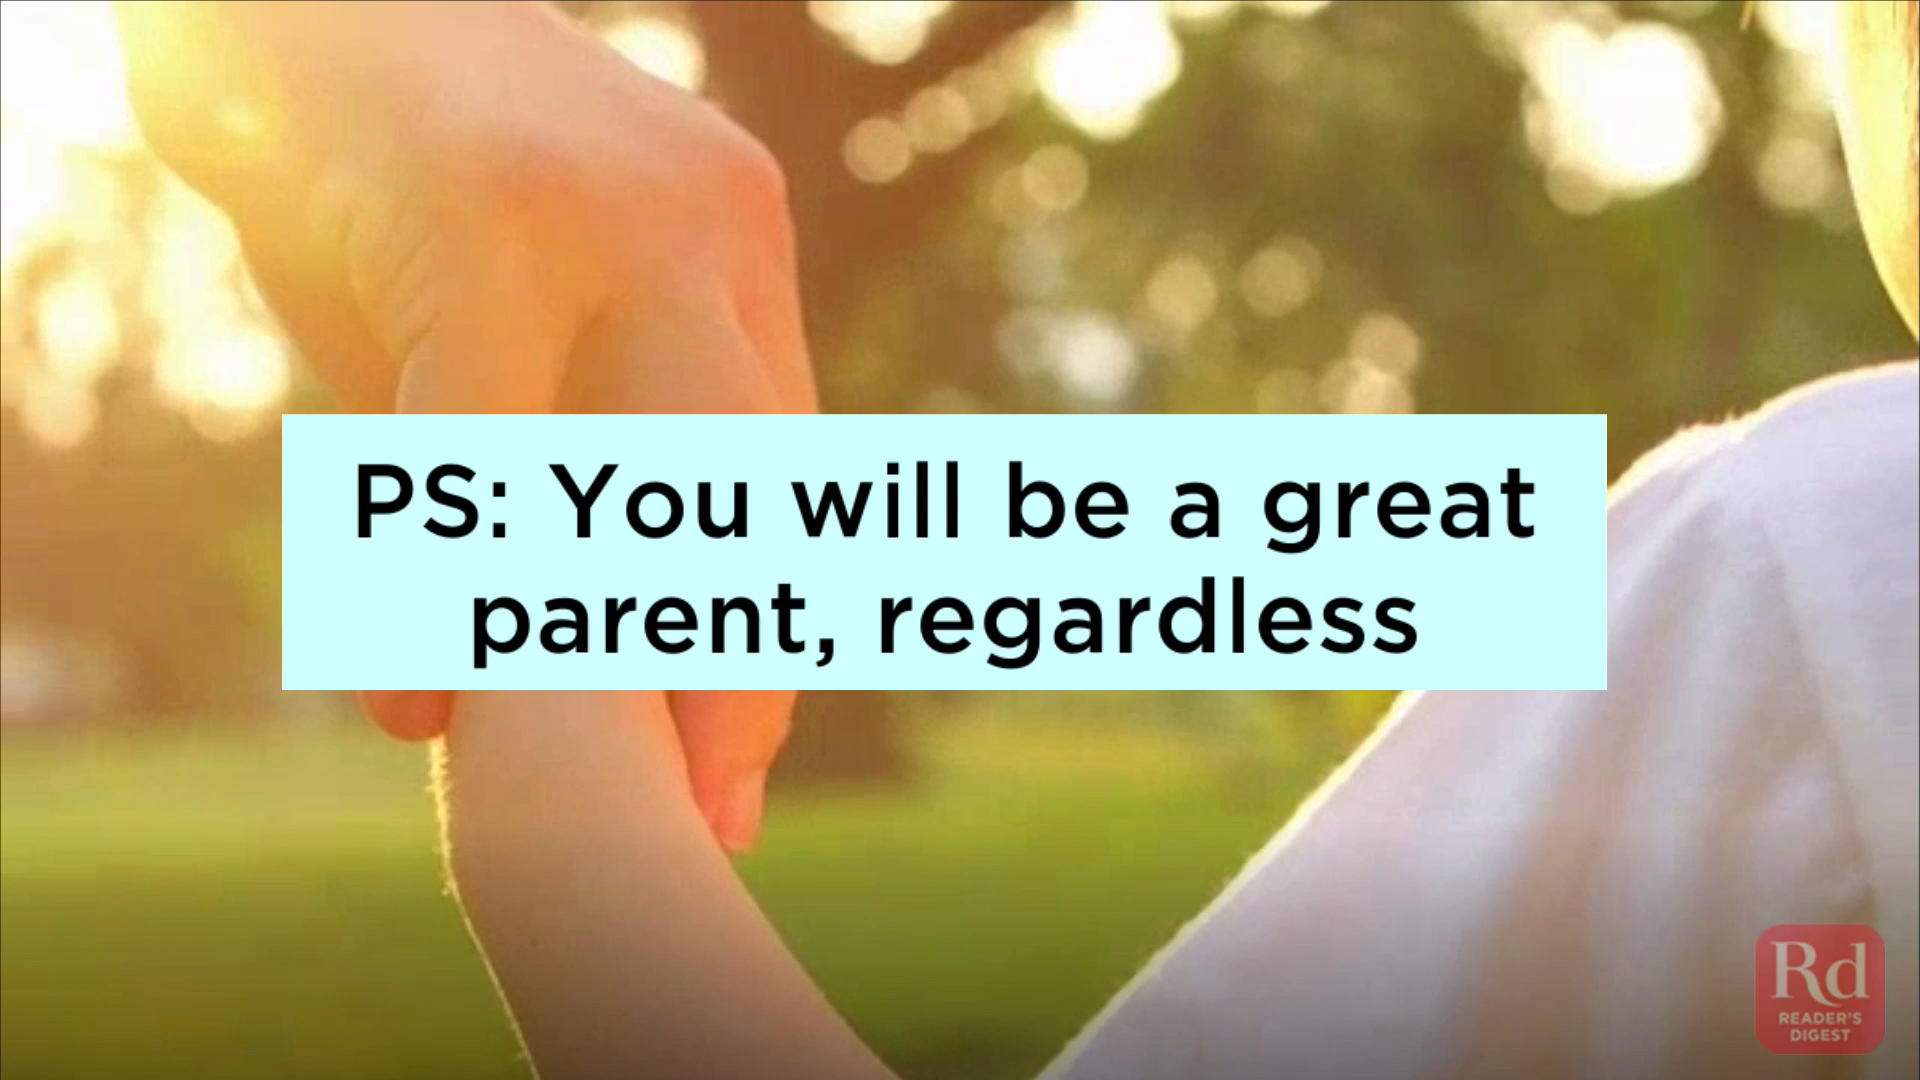 PS: You will be a great
parent, regardless
Rd
READER'S
DIGEST